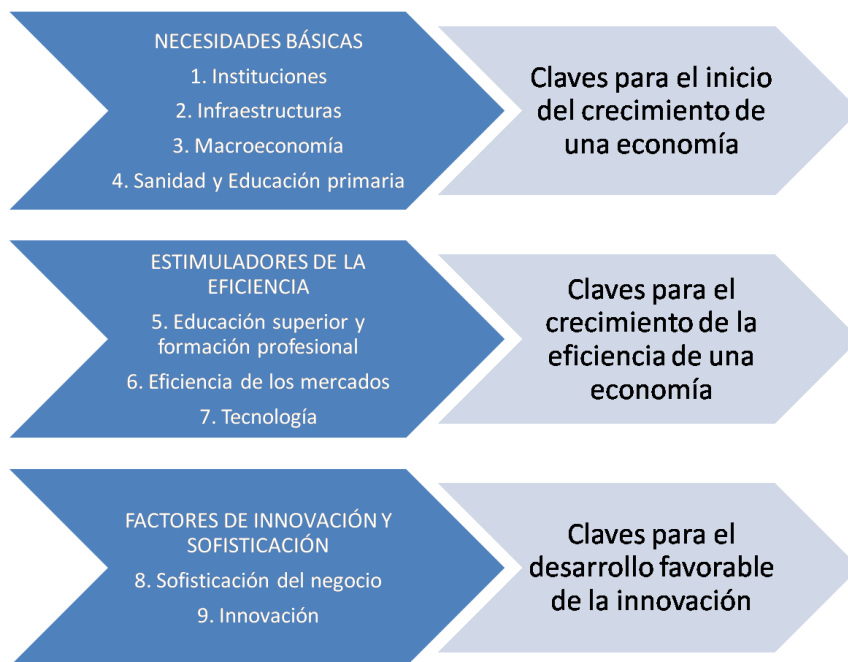 NECESIDADES BÁSICAS
1. Instituciones
2. Infraestructuras
3. Macroeconomía
4. Sanidad y Educación primaria
Claves para el inicio
del crecimiento de
una economía
ESTIMULADORES DE LA
EFICIENCIA
5. Educación superior y
formación profesional
6. Eficiencia de los mercados
7. Tecnología
Claves para el
crecimiento de la
eficiencia de una
economía
FACTORES DE INNOVACIÓN Y
SOFISTICACIÓN
8. Sofisticación del negocio
9. Innovación
Claves para el
desarrollo favorable
de la innovación